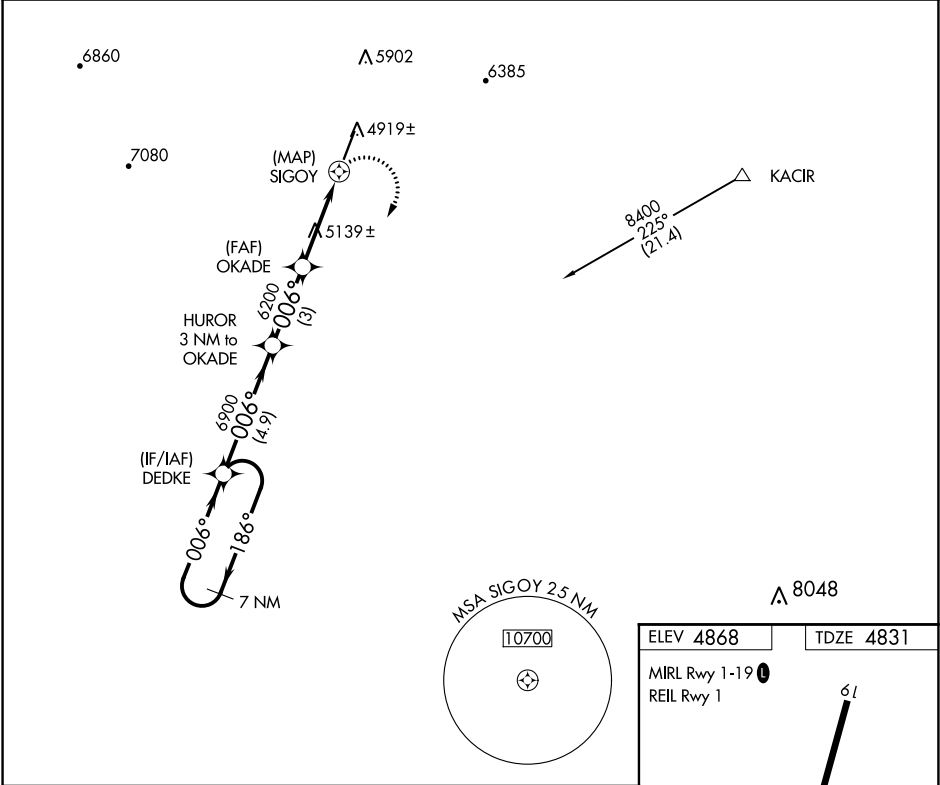 6860
5902
6385
4919±
7080
(MAP)
SIGOY
KACIR
8400
225°
(21.4)
5139±
(FAF)
OKADE
6200
006°
(3)
HUROR
3 NM to
OKADE
6900
006°
(4.9)
(IF/IAF)
DEDKE
006°
186°
7 NM
MSA SIGOY 25 NM
10700
8048
ELEV 4868
TDZE 4831
MIRL Rwy 1-19 L
REIL Rwy 1
19